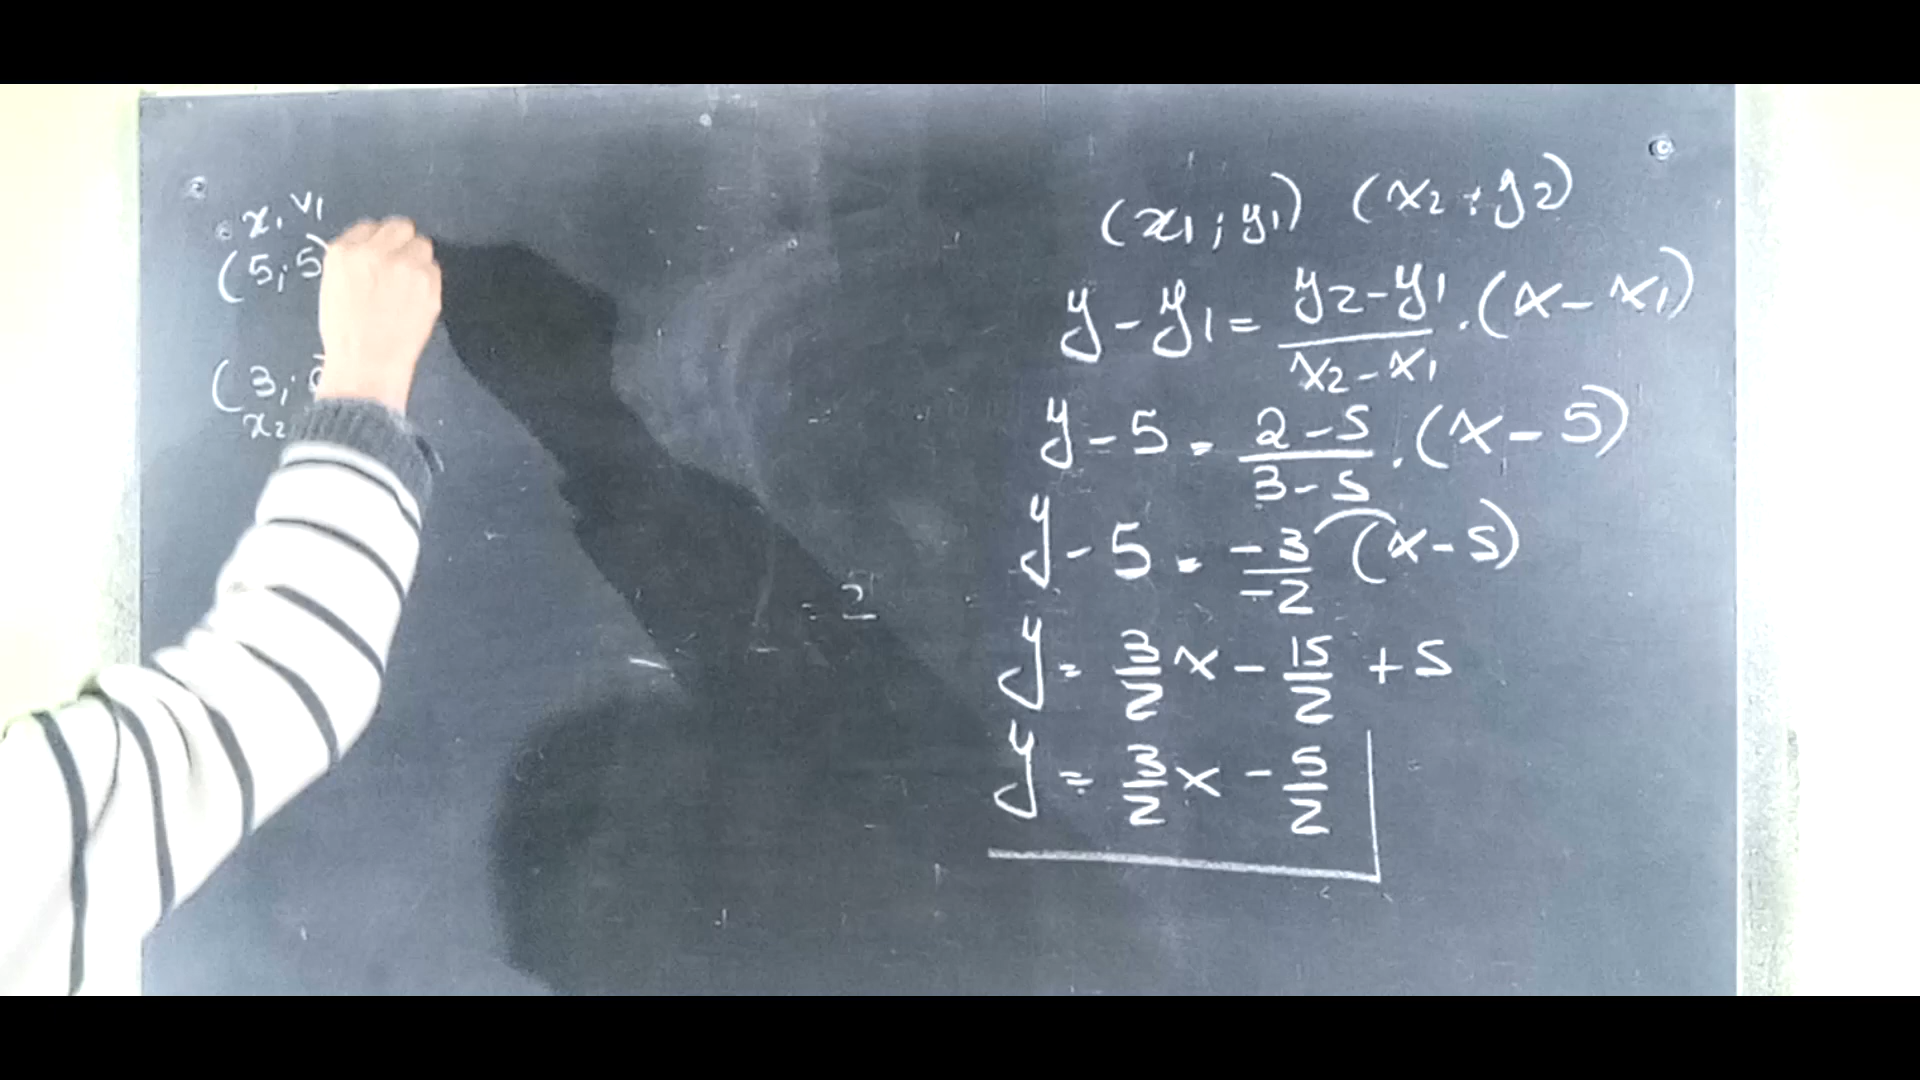 x1 y1
(5; 5)
(3;
x2
= 2
(x1; y1) (x2; y2)
y - y1 = y2 - y1 / x2 - x1 . (x - x1)
y - 5 = 2 - 5 / 3 - 5 . (x - 5)
y - 5 = -3 / -2 (x - 5)
y = 3/2 x - 15/2 + 5
y = 3/2 x - 5/2